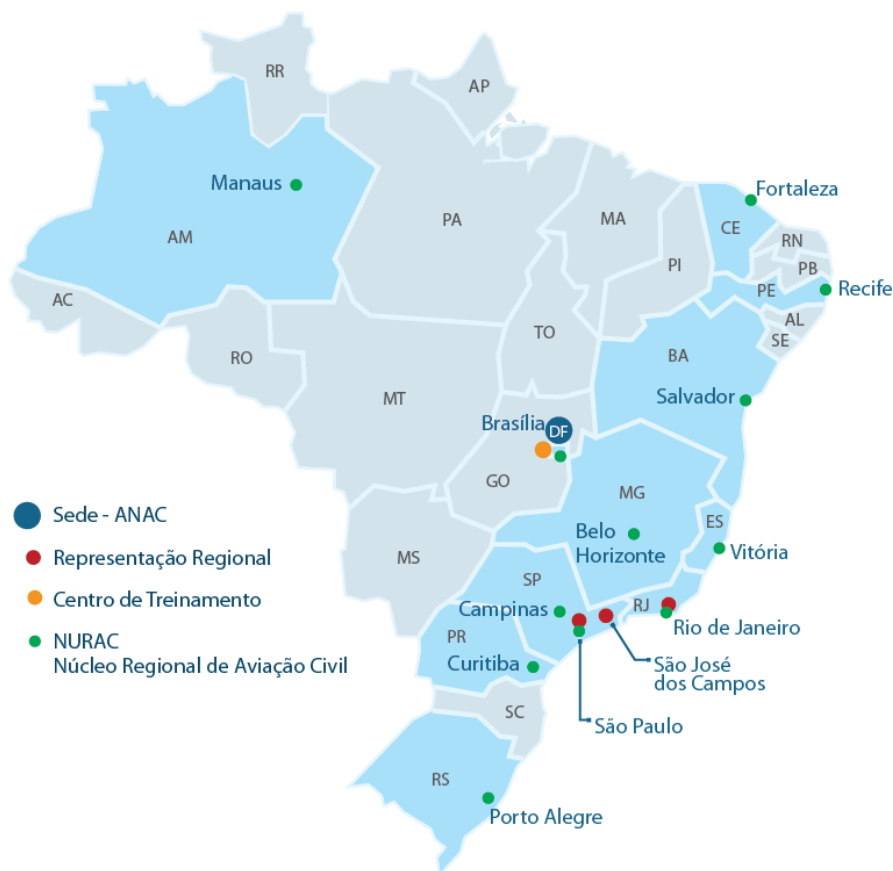 RR
AP
Manaus
Fortaleza
AM
PA
MA
CE
RN
PI
PB
PE
Recife
AC
AL
SE
RO
TO
BA
MT
Salvador
Brasília
DF
GO
MG
ES
Belo
Horizonte
Vitória
MS
SP
Campinas
RJ
Rio de Janeiro
PR
Curitiba
São José
dos Campos
São Paulo
SC
RS
Porto Alegre
Sede - ANAC
Representação Regional
Centro de Treinamento
NURAC
Núcleo Regional de Aviação Civil